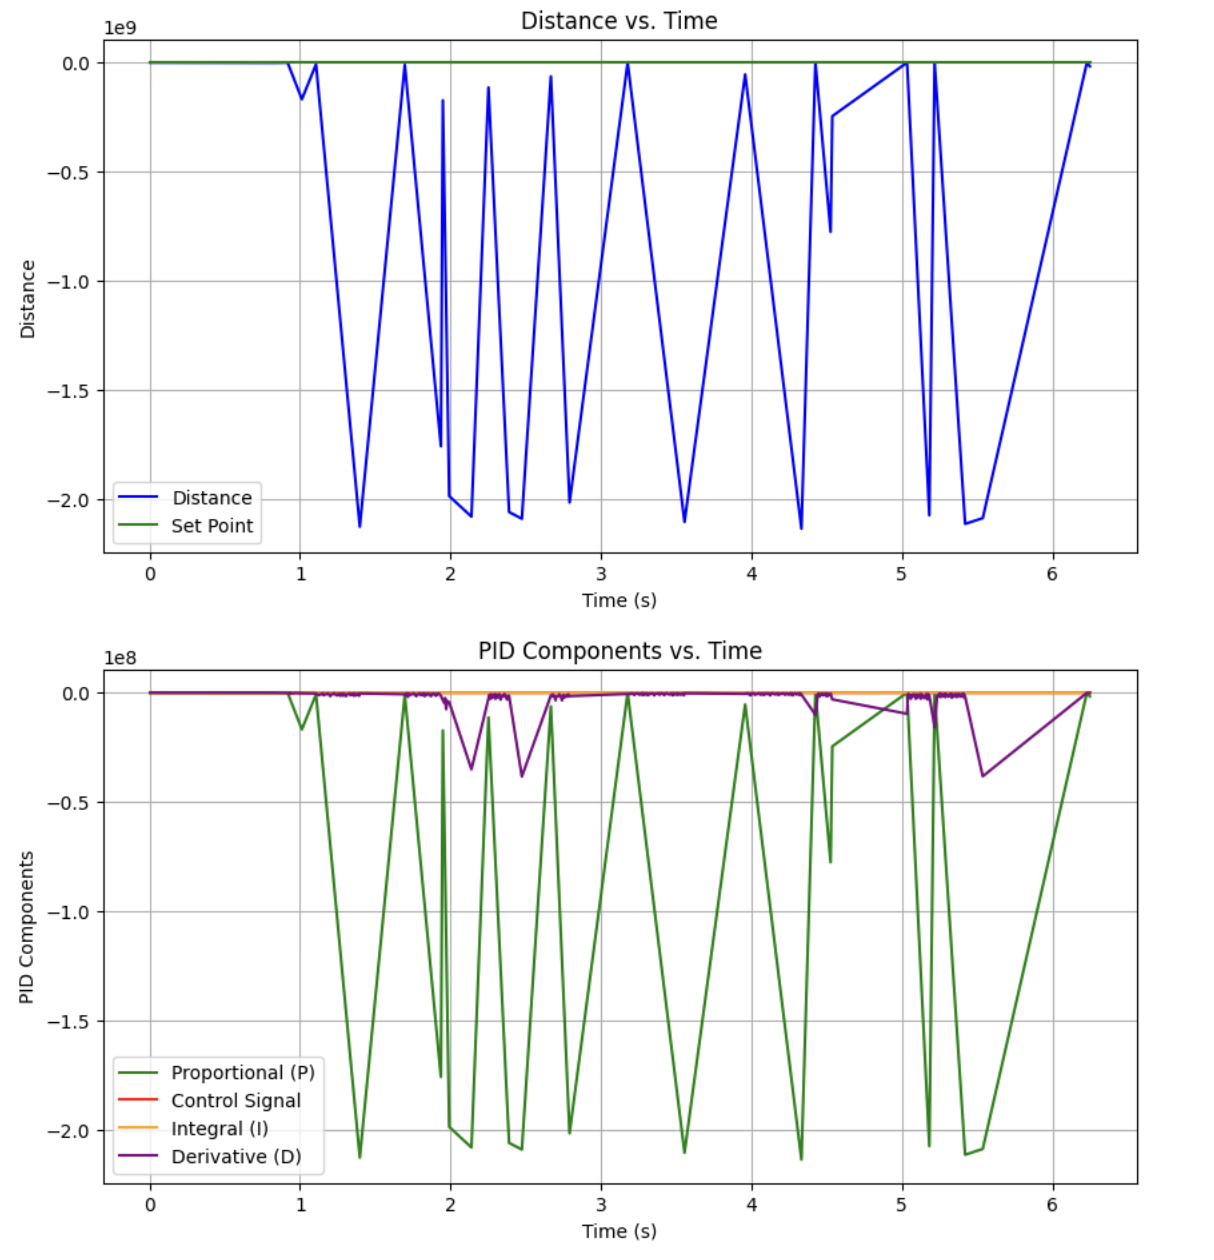 Distance vs. Time
1e9
0.0
−0.5
−1.0
−1.5
−2.0
Distance
Distance
Set Point
0 1 2 3 4 5 6
Time (s)
PID Components vs. Time
1e8
0.0
−0.5
−1.0
−1.5
−2.0
PID Components
Proportional (P)
Control Signal
Integral (I)
Derivative (D)
0 1 2 3 4 5 6
Time (s)